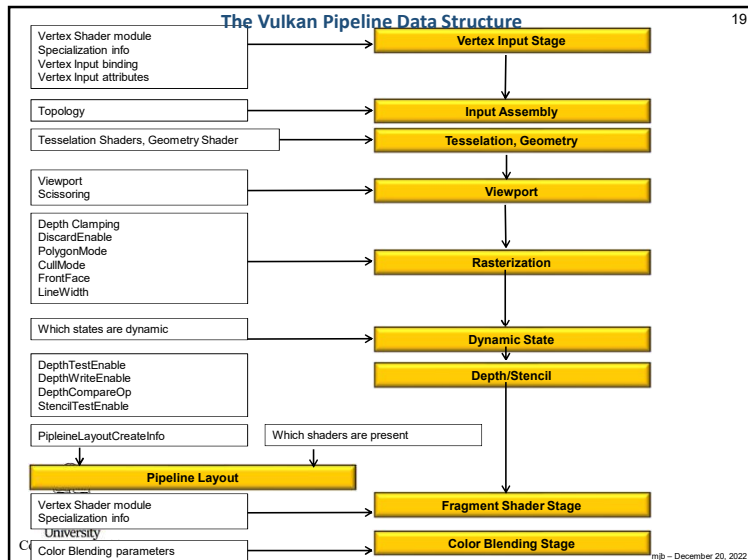 The Vulkan Pipeline Data Structure
19
Vertex Shader module
Specialization info
Vertex Input binding
Vertex Input attributes
Vertex Input Stage
Topology
Input Assembly
Tesselation Shaders, Geometry Shader
Tesselation, Geometry
Viewport
Scissoring
Viewport
Depth Clamping
DiscardEnable
PolygonMode
CullMode
FrontFace
LineWidth
Rasterization
Which states are dynamic
Dynamic State
DepthTestEnable
DepthWriteEnable
DepthCompareOp
StencilTestEnable
Depth/Stencil
PipleineLayoutCreateInfo
Which shaders are present
Pipeline Layout
Vertex Shader module
Specialization info
Fragment Shader Stage
University
Color Blending parameters
Color Blending Stage
mjb – December 20, 2022